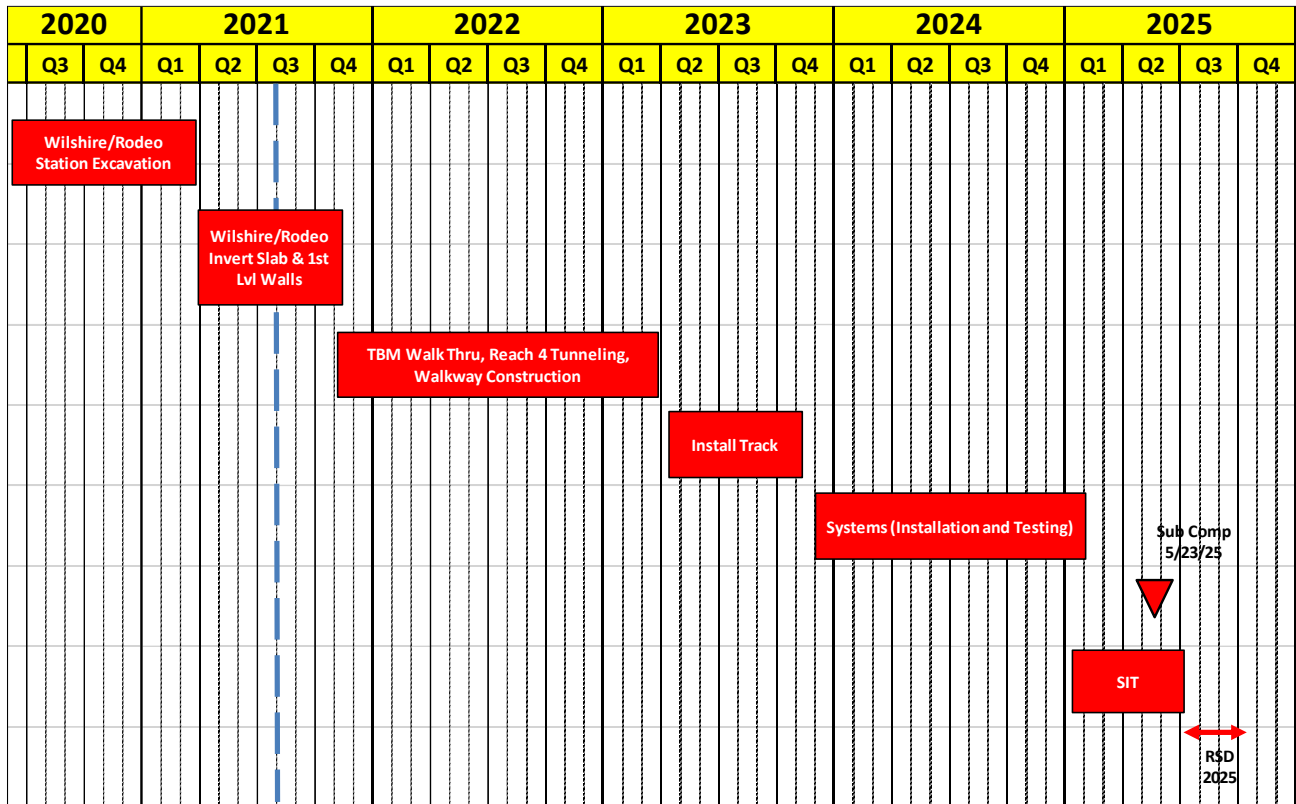 2020 2021 2022 2023 2024 2025
Q3 Q4 Q1 Q2 Q3 Q4 Q1 Q2 Q3 Q4 Q1 Q2 Q3 Q4 Q1 Q2 Q3 Q4 Q1 Q2 Q3 Q4
Wilshire/Rodeo
Station Excavation
Wilshire/Rodeo
Invert Slab & 1st
Lvl Walls
TBM Walk Thru, Reach 4 Tunneling,
Walkway Construction
Install Track
Systems (Installation and Testing)
Sub Comp
5/23/25
SIT
RSD
2025